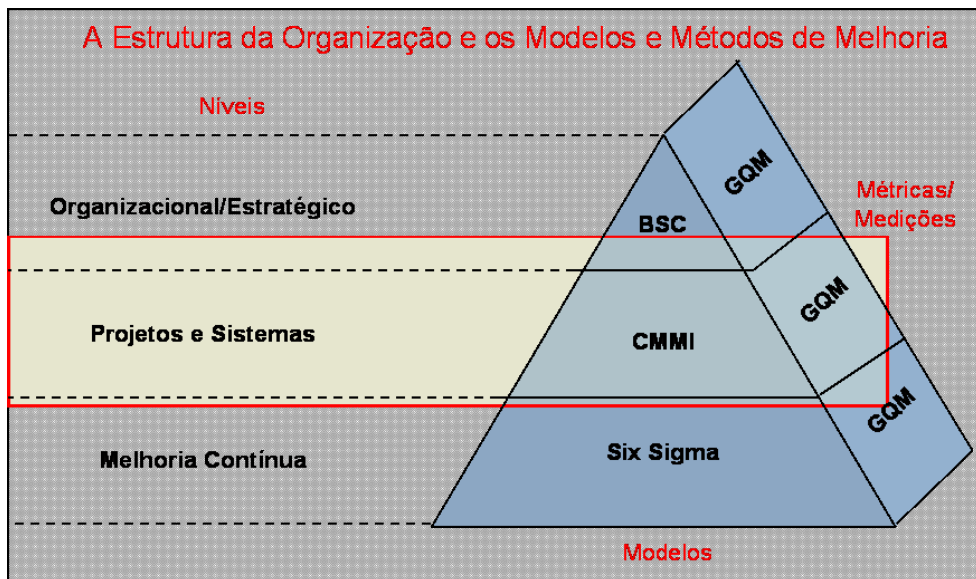 A Estrutura da Organização e os Modelos e Métodos de Melhoria
Níveis
Organizacional/Estratégico
BSC
GQM
Métricas/
Medições
Projetos e Sistemas
CMMI
GQM
Melhoria Contínua
Six Sigma
GQM
Modelos